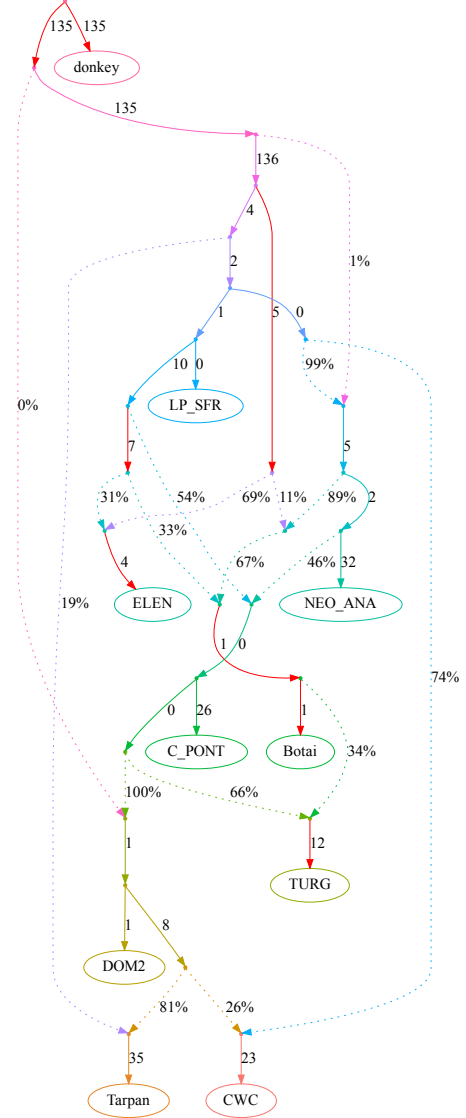 135 135
donkey
135
136
4
2
1%
1 0 5
10 0 99%
LP_SFR
0%
7 5
31% 54% 69% 11% 89% 2
33%
67% 46% 32
4
ELEN NEO_ANA
19%
1 0
74%
0 26 1
C_PONT Botai 34%
100% 66%
1 12
TURG
1 8
DOM2
81% 26%
35 23
Tarpan CWC